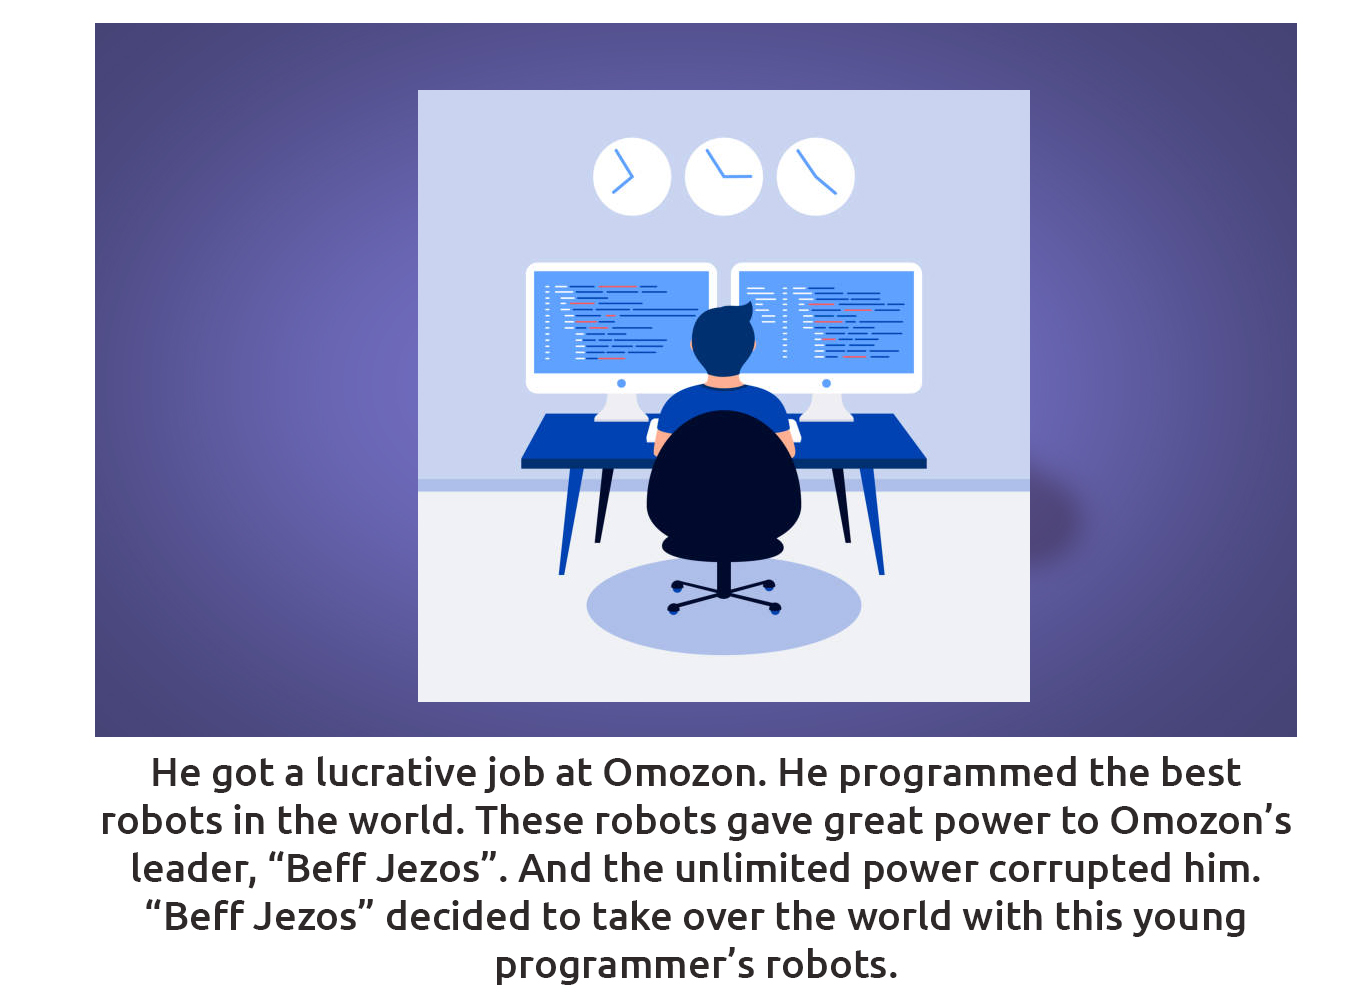 He got a lucrative job at Omozon. He programmed the best
robots in the world. These robots gave great power to Omozon’s
leader, “Beff Jezos”. And the unlimited power corrupted him.
“Beff Jezos” decided to take over the world with this young
programmer’s robots.